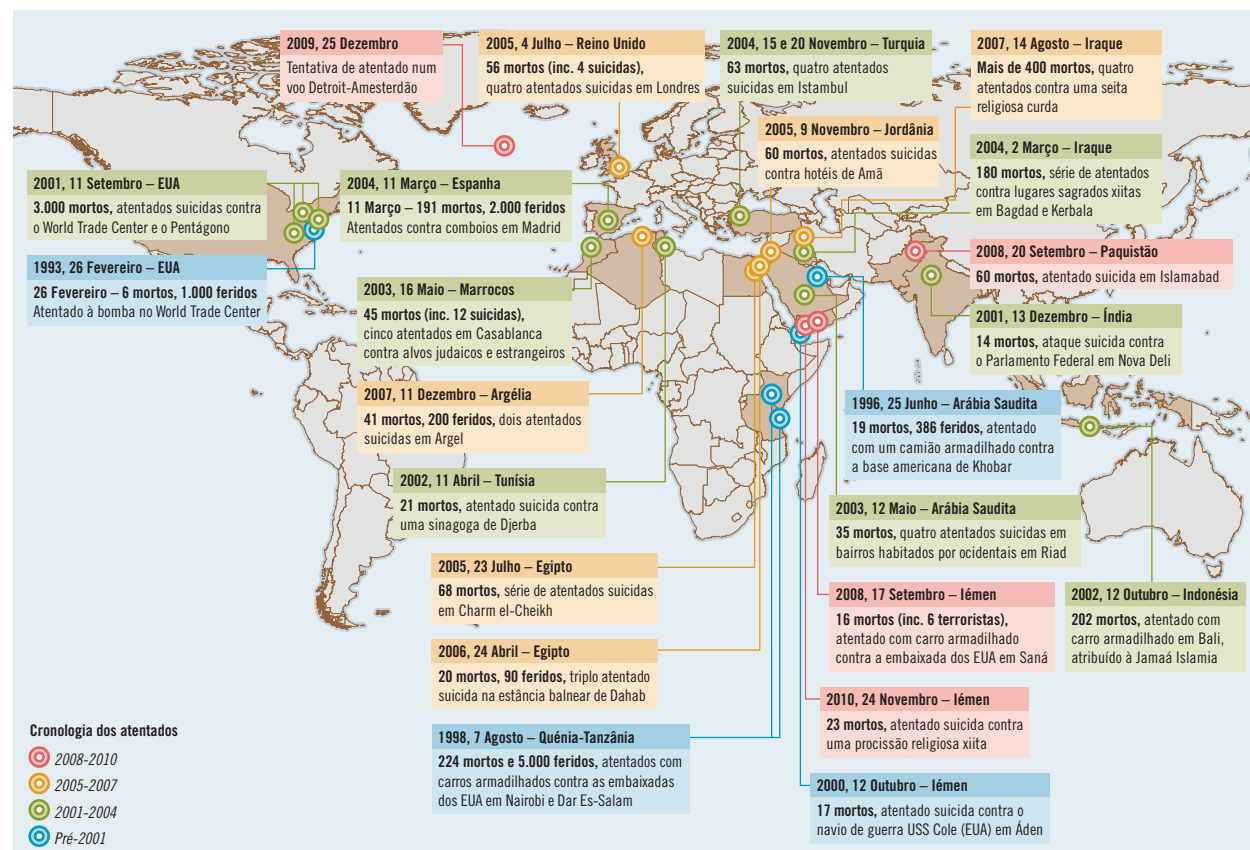 2009, 25 Dezembro
Tentativa de atentado num
voo Detroit-Amesterdão
2005, 4 Julho – Reino Unido
56 mortos (inc. 4 suicidas),
quatro atentados suicidas em Londres
2004, 15 e 20 Novembro – Turquia
63 mortos, quatro atentados
suicidas em Istambul
2007, 14 Agosto – Iraque
Mais de 400 mortos, quatro
atentados contra uma seita
religiosa curda
2005, 9 Novembro – Jordânia
60 mortos, atentados suicidas
contra hotéis de Amã
2004, 2 Março – Iraque
180 mortos, série de atentados
contra lugares sagrados xiitas
em Bagdad e Kerbala
2001, 11 Setembro – EUA
3.000 mortos, atentados suicidas contra
o World Trade Center e o Pentágono
2004, 11 Março – Espanha
11 Março – 191 mortos, 2.000 feridos
Atentados contra comboios em Madrid
2008, 20 Setembro – Paquistão
60 mortos, atentado suicida em Islamabad
1993, 26 Fevereiro – EUA
26 Fevereiro – 6 mortos, 1.000 feridos
Atentado à bomba no World Trade Center
2003, 16 Maio – Marrocos
45 mortos (inc. 12 suicidas),
cinco atentados em Casablanca
contra alvos judaicos e estrangeiros
2001, 13 Dezembro – Índia
14 mortos, ataque suicida contra
o Parlamento Federal em Nova Deli
2007, 11 Dezembro – Argélia
41 mortos, 200 feridos, dois atentados
suicidas em Argel
1996, 25 Junho – Arábia Saudita
19 mortos, 386 feridos, atentado
com um camião armadilhado contra
a base americana de Khobar
2002, 11 Abril – Tunísia
21 mortos, atentado suicida contra
uma sinagoga de Djerba
2003, 12 Maio – Arábia Saudita
35 mortos, quatro atentados suicidas em
bairros habitados por ocidentais em Riad
2005, 23 Julho – Egipto
68 mortos, série de atentados suicidas
em Charm el-Cheikh
2008, 17 Setembro – Iémen
16 mortos (inc. 6 terroristas),
atentado com carro armadilhado
contra a embaixada dos EUA em Saná
2002, 12 Outubro – Indonésia
202 mortos, atentado com
carro armadilhado em Bali,
atribuído à Jamaá Islamia
2006, 24 Abril – Egipto
20 mortos, 90 feridos, triplo atentado
suicida na estância balnear de Dahab
2010, 24 Novembro – Iémen
23 mortos, atentado suicida contra
uma procissão religiosa xiita
1998, 7 Agosto – Quénia-Tanzânia
224 mortos e 5.000 feridos, atentados com
carros armadilhados contra as embaixadas
dos EUA em Nairobi e Dar Es-Salam
2000, 12 Outubro – Iémen
17 mortos, atentado suicida contra o
navio de guerra USS Cole (EUA) em Áden
Cronologia dos atentados
2008-2010
2005-2007
2001-2004
Pré-2001